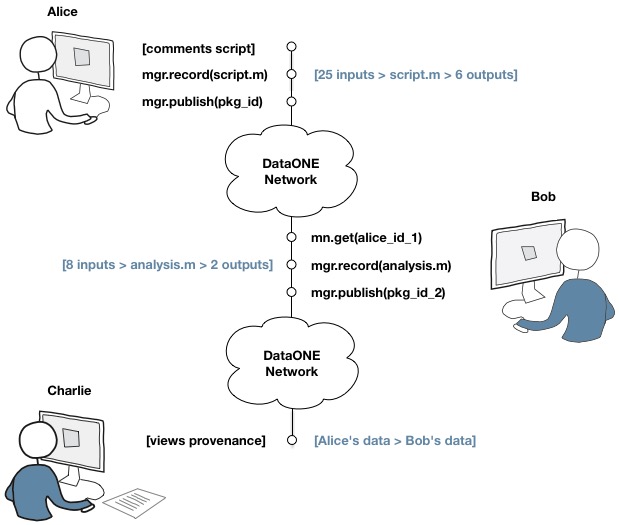 Alice
[comments script]
mgr.record(script.m)
[25 inputs > script.m > 6 outputs]
mgr.publish(pkg_id)
DataONE
Network
Bob
mn.get(alice_id_1)
[8 inputs > analysis.m > 2 outputs]
mgr.record(analysis.m)
mgr.publish(pkg_id_2)
DataONE
Network
Charlie
[views provenance]
[Alice's data > Bob's data]